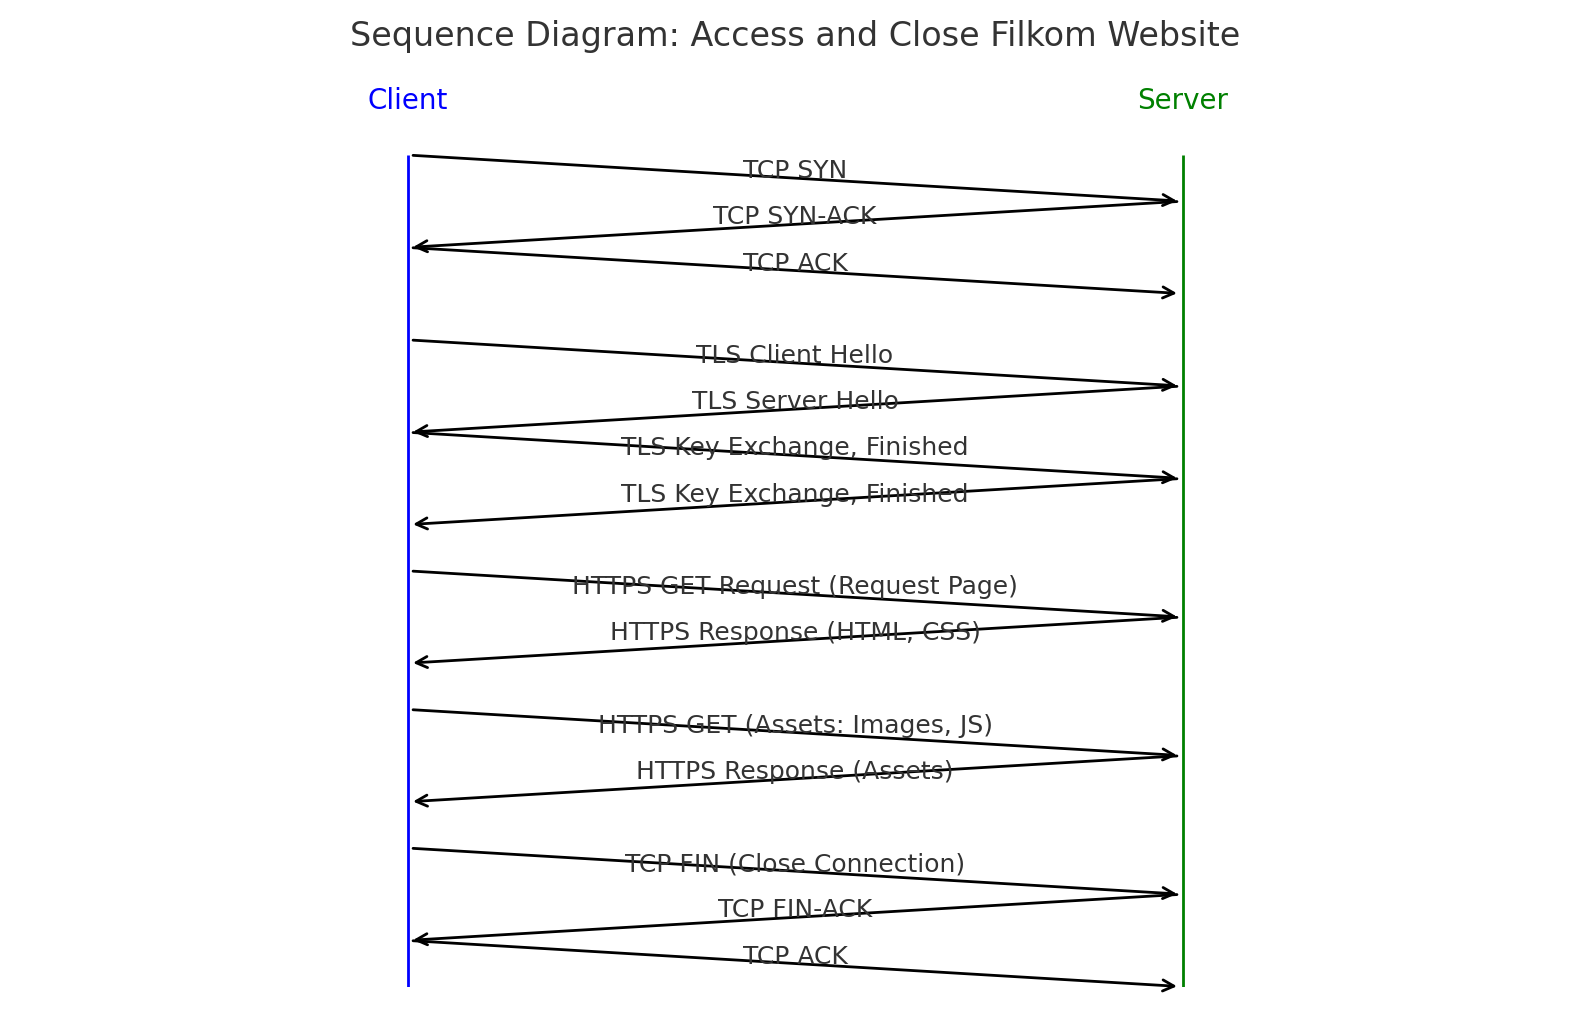 Sequence Diagram: Access and Close Filkom Website
Client
Server
TCP SYN
TCP SYN-ACK
TCP ACK
TLS Client Hello
TLS Server Hello
TLS Key Exchange, Finished
TLS Key Exchange, Finished
HTTPS GET Request (Request Page)
HTTPS Response (HTML, CSS)
HTTPS GET (Assets: Images, JS)
HTTPS Response (Assets)
TCP FIN (Close Connection)
TCP FIN-ACK
TCP ACK